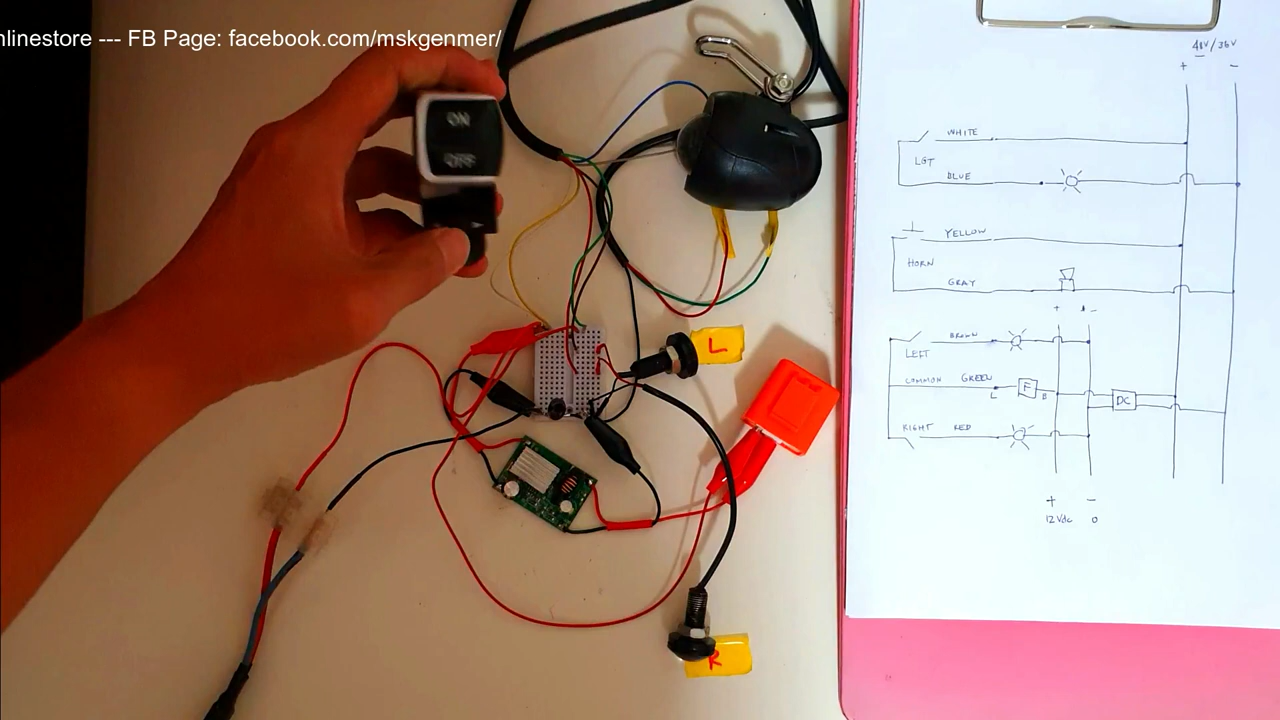 nlinestore --- FB Page: facebook.com/mskgenmer/
ON
OFF
L
R
48V/36V
+ -
WHITE
LGT
BLUE
YELLOW
HORN
GRAY
+ -
BROWN
LEFT
COMMON GREEN
L F B
DC
RIGHT RED
+ -
12Vdc 0